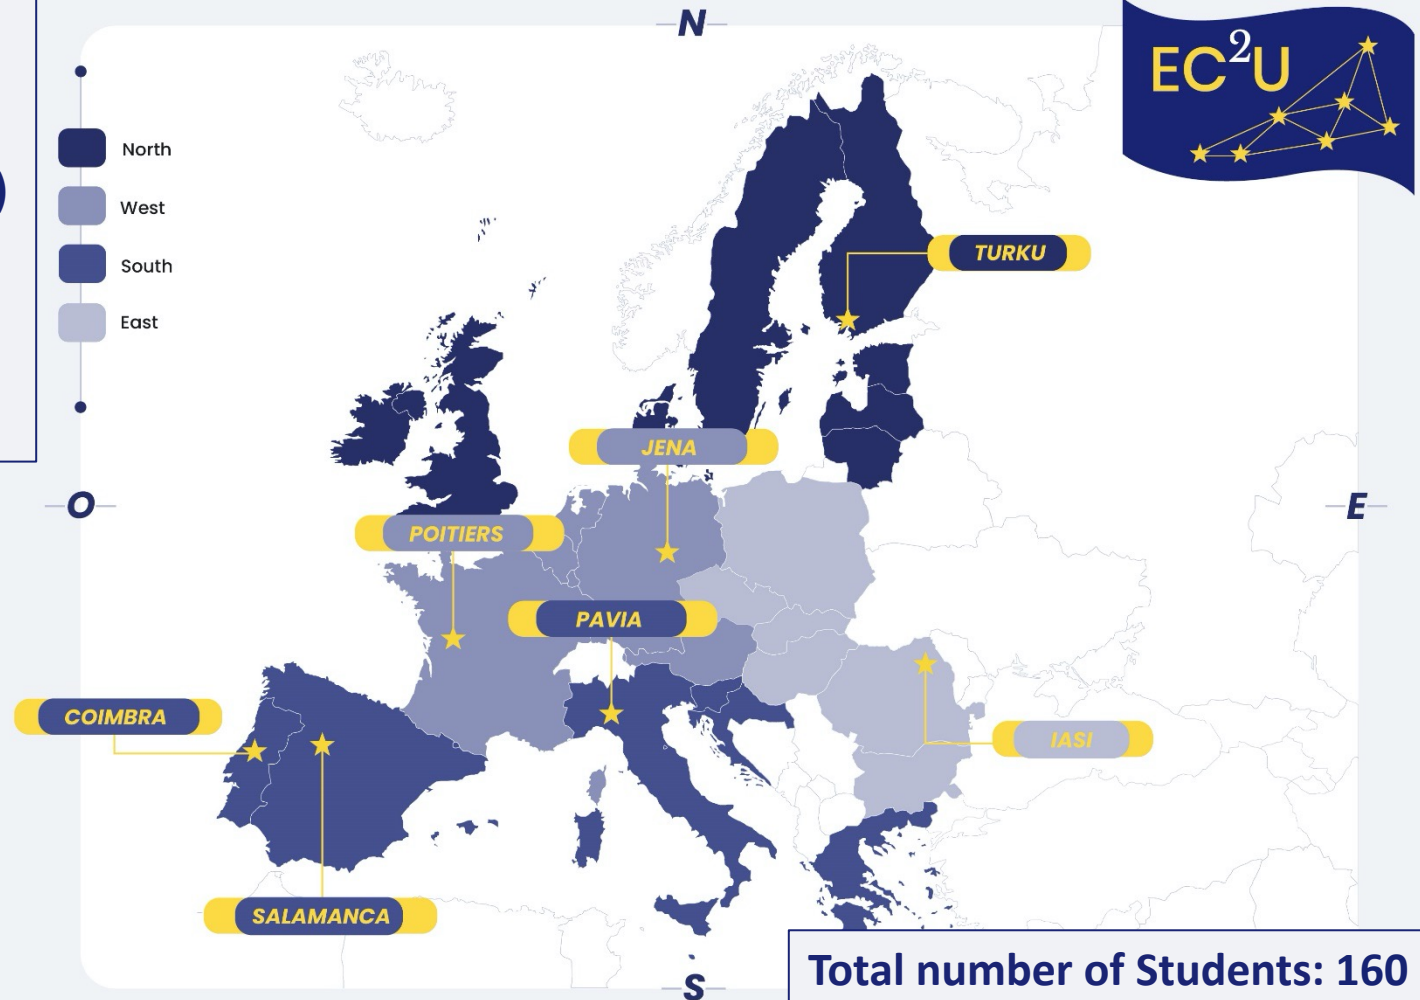 N
EC²U
North
West
South
East
TURKU
JENA
O
E
POITIERS
PAVIA
COIMBRA
IASI
SALAMANCA
S
Total number of Students: 160